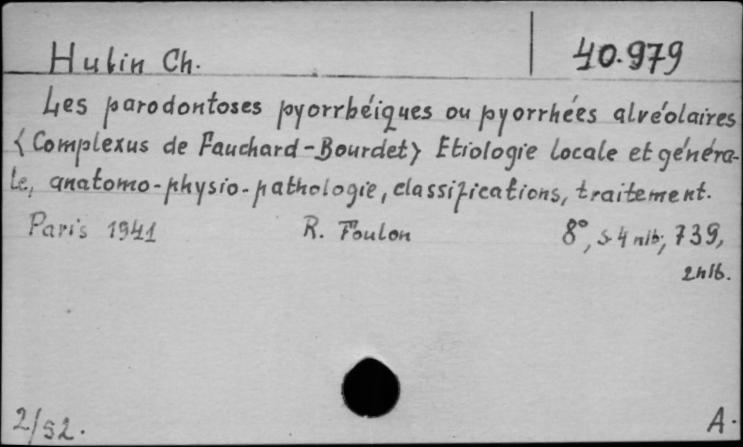 Hulin Ch. 40.979
Les parodontoses pyorrhéiques ou pyorrhées alvéolaires
<Complexus de Fauchard-Bourdet> Etiologie locale et généra-
le, anatomo-physio-pathologie, classifications, traitement.
Paris 1941 R. Foulon 8°, S. 4 nlb; 739,
2nlb.
2/52. A.